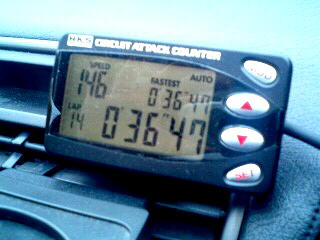 HKS CIRCUIT ATTACK COUNTER
SPEED FASTEST AUTO
146 0'36"47
LAP
14 0'36"47
SET